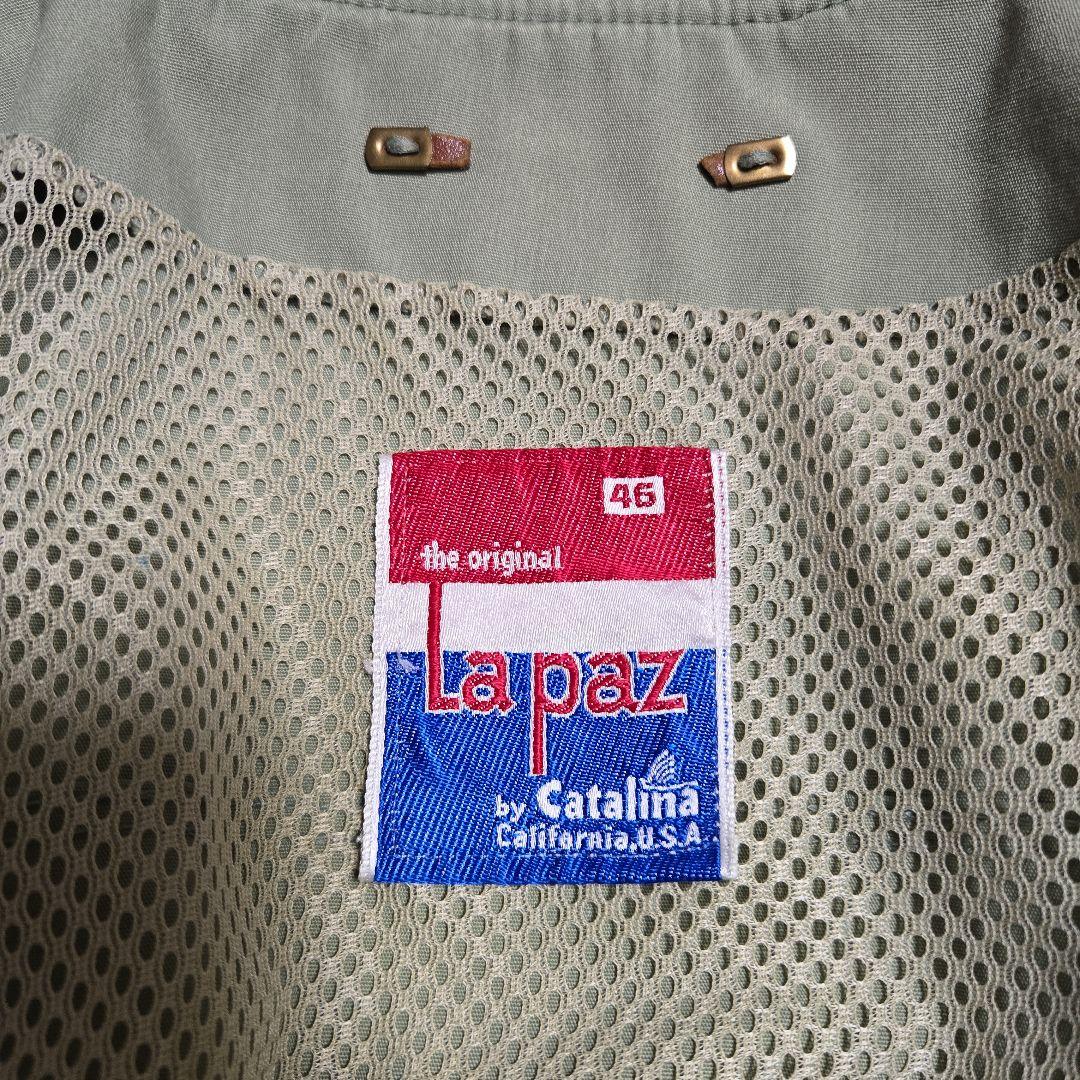 46
the original
La paz
by Catalina
California, U.S.A